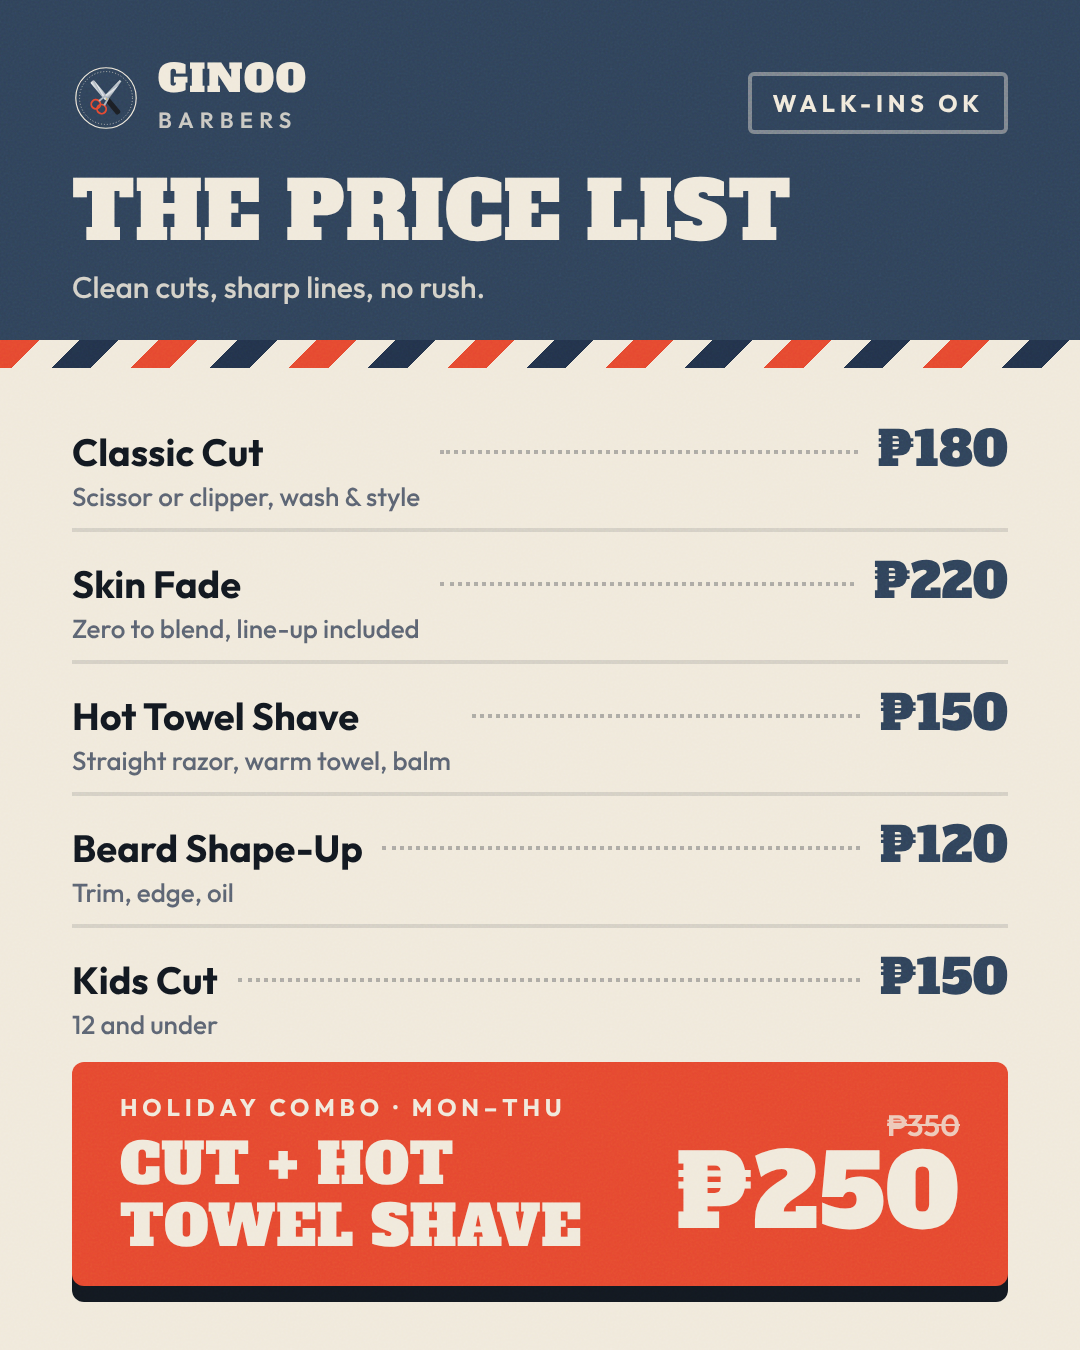 GINOO
BARBERS
WALK-INS OK
THE PRICE LIST
Clean cuts, sharp lines, no rush.
Classic Cut ₱180
Scissor or clipper, wash & style
Skin Fade ₱220
Zero to blend, line-up included
Hot Towel Shave ₱150
Straight razor, warm towel, balm
Beard Shape-Up ₱120
Trim, edge, oil
Kids Cut ₱150
12 and under
HOLIDAY COMBO · MON–THU
CUT + HOT
TOWEL SHAVE
₱350
₱250